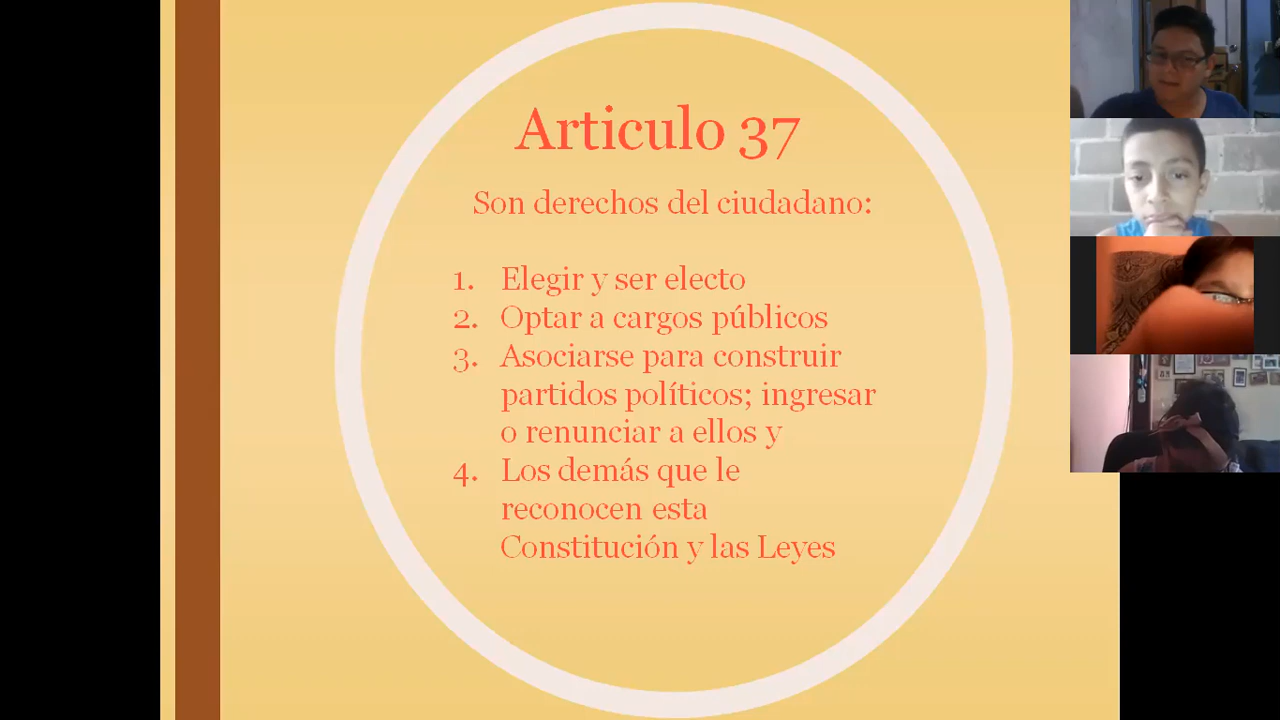 Articulo 37
Son derechos del ciudadano:
1. Elegir y ser electo
2. Optar a cargos públicos
3. Asociarse para construir
partidos políticos; ingresar
o renunciar a ellos y
4. Los demás que le
reconocen esta
Constitución y las Leyes